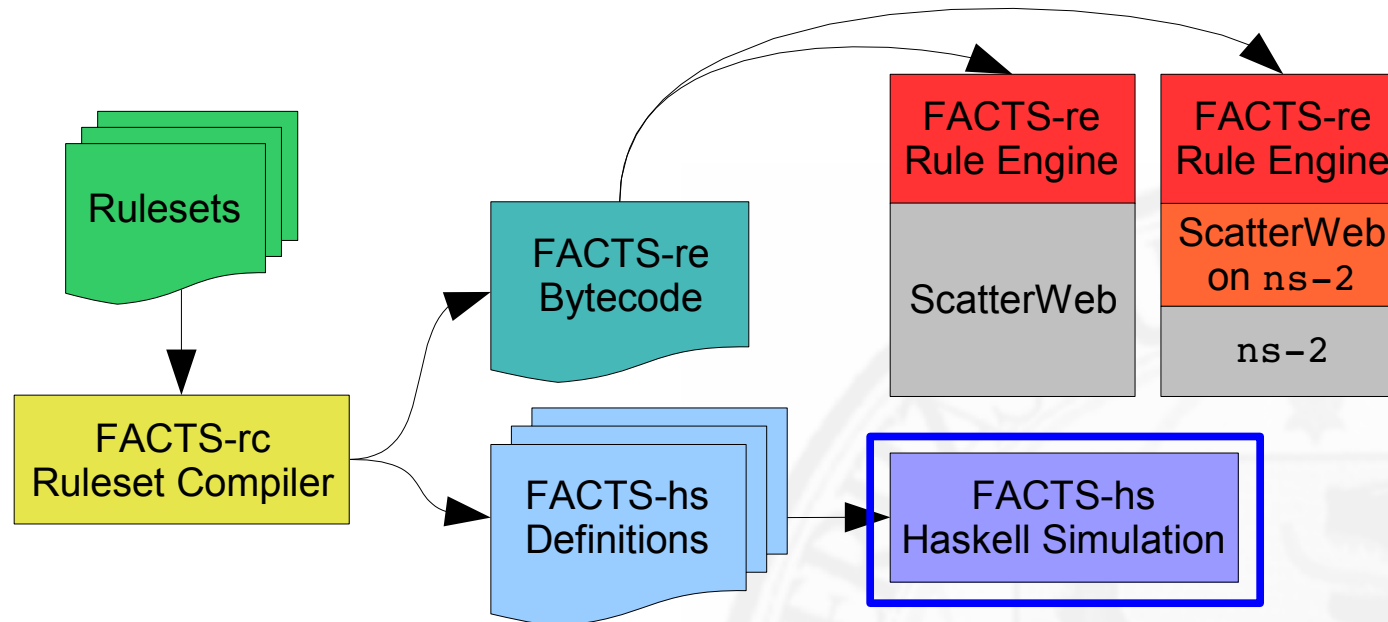 Rulesets
FACTS-rc
Ruleset Compiler
FACTS-re
Bytecode
FACTS-hs
Definitions
FACTS-re
Rule Engine
ScatterWeb
FACTS-re
Rule Engine
ScatterWeb
on ns-2
ns-2
FACTS-hs
Haskell Simulation